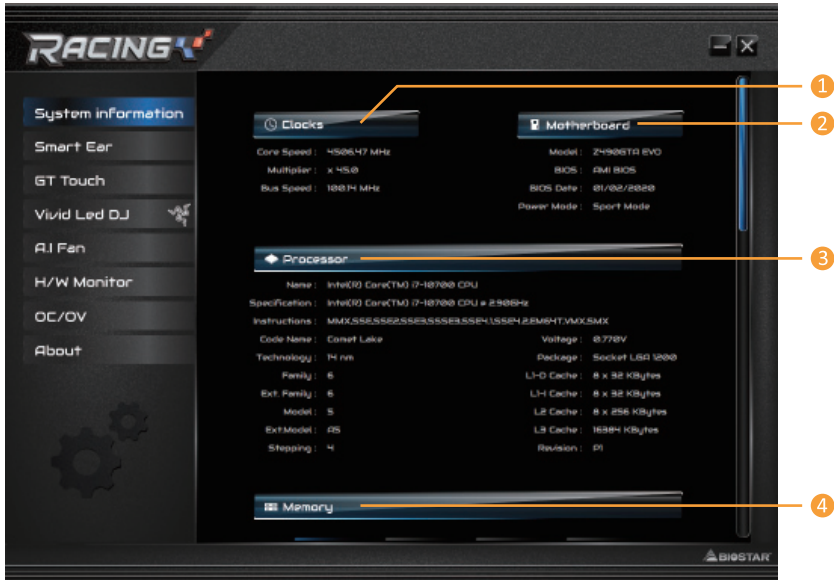 RACING
System information
Smart Ear
GT Touch
Vivid Led DJ
A.I Fan
H/W Monitor
OC/OV
About
Clocks
Core Speed : 4506.47 MHz
Multiplier : x 45.0
Bus Speed : 100.14 MHz
1
Motherboard
Model : Z490GTA EVO
BIOS : AMI BIOS
BIOS Date : 01/02/2020
Power Mode : Sport Mode
2
Processor
3
Name : Intel(R) Core(TM) i7-10700 CPU
Specification : Intel(R) Core(TM) i7-10700 CPU @ 2.90GHz
Instructions : MMX,SSE,SSE2,SSE3,SSSE3,SSE4.1,SSE4.2,EM64T,VMX,SMX
Code Name : Comet Lake
Technology : 14 nm
Family : 6
Ext. Family : 6
Model : 5
Ext.Model : A5
Stepping : 4
Voltage : 0.770V
Package : Socket LGA 1200
L1-D Cache : 8 x 32 KBytes
L1-I Cache : 8 x 32 KBytes
L2 Cache : 8 x 256 KBytes
L3 Cache : 16384 KBytes
Revision : P1
Memory
4
BIOSTAR